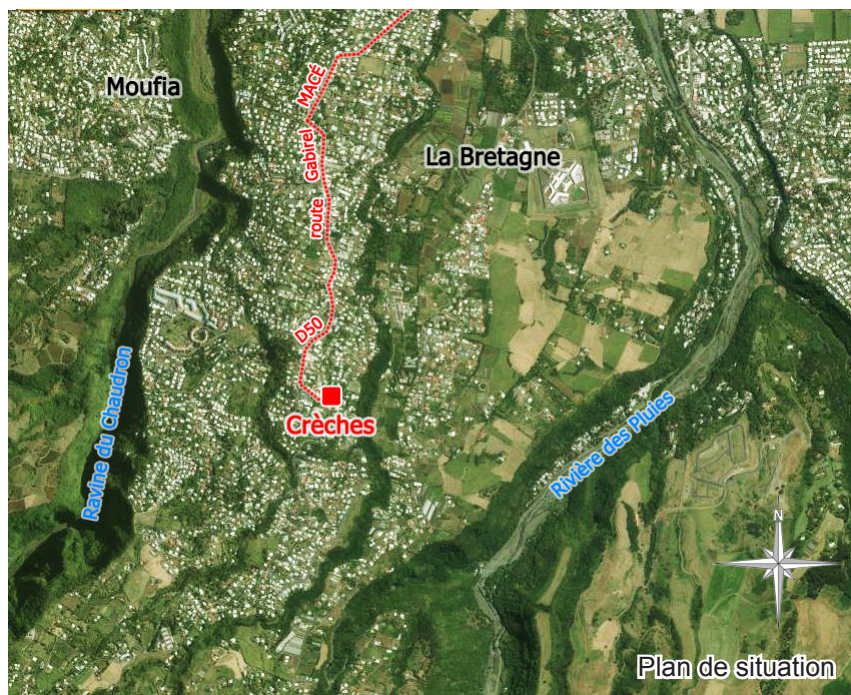 Moufia
MACÉ
Gabirel
route
D50
La Bretagne
Crèches
Ravine du Chaudron
Rivière des Pluies
N
Plan de situation